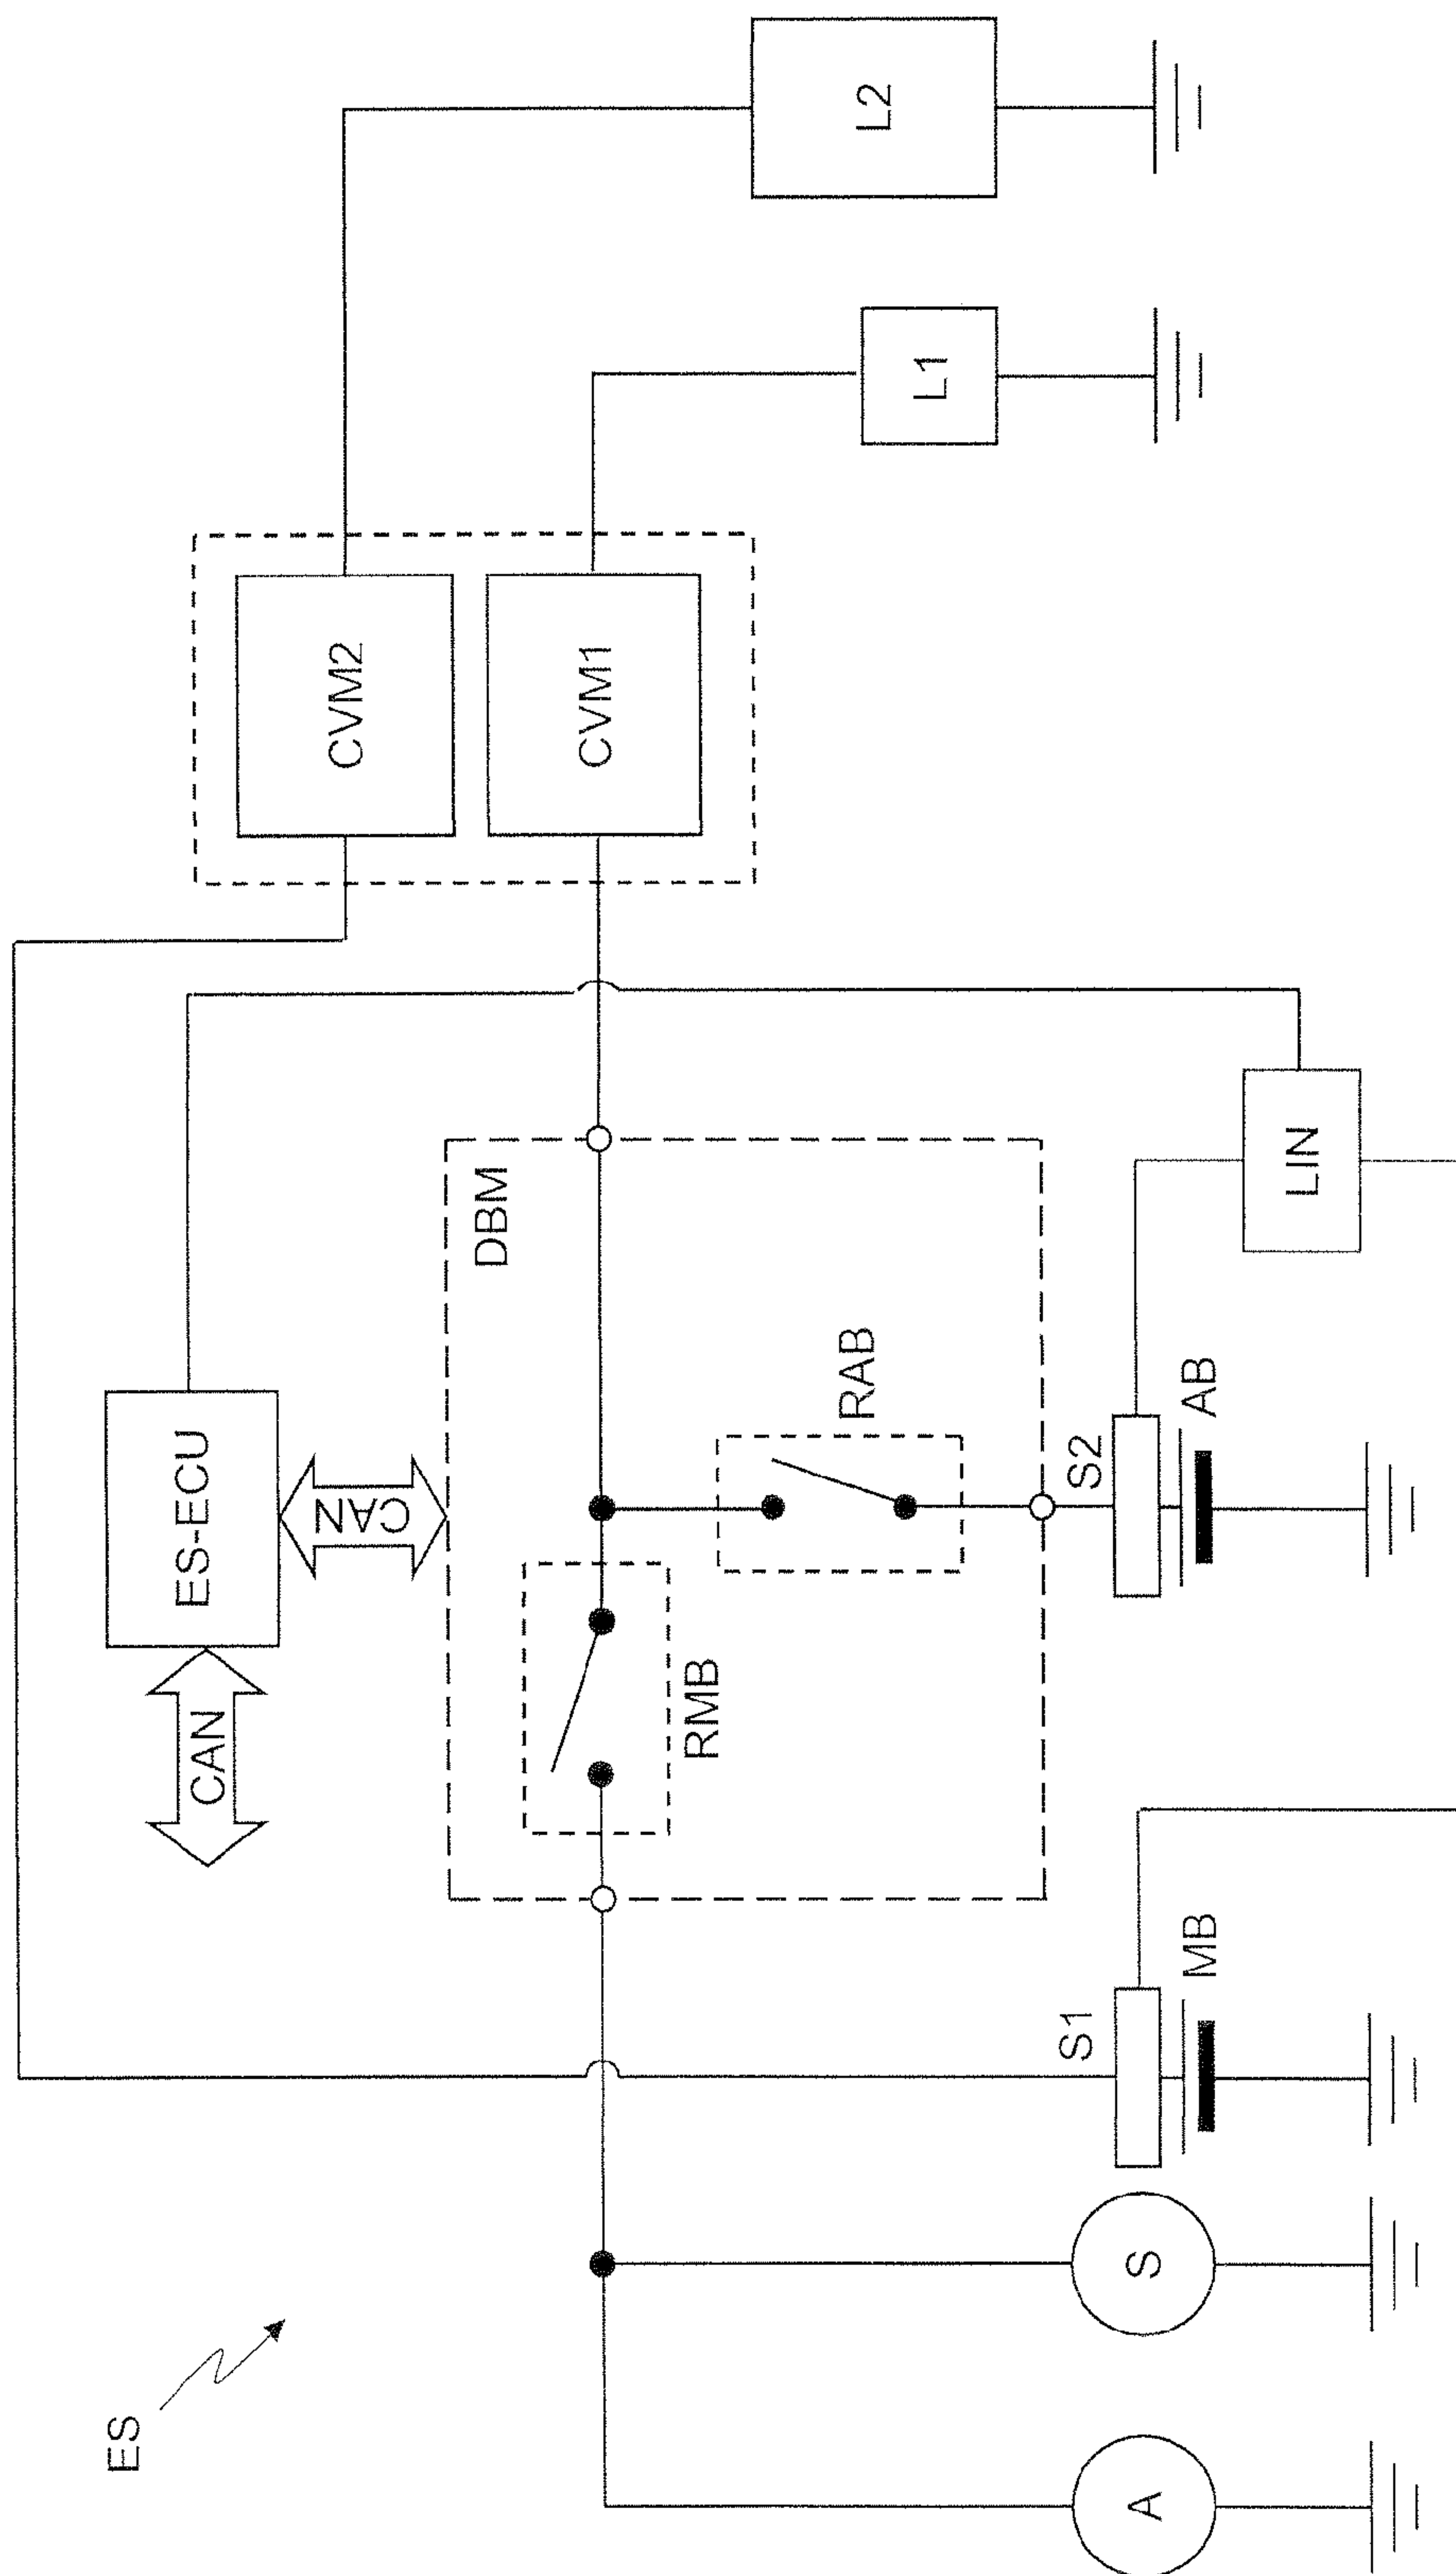 ES
CAN
ES-ECU
CAN
DBM
RMB
RAB
CVM2
CVM1
L2
L1
A
S
S1
MB
S2
AB
LIN